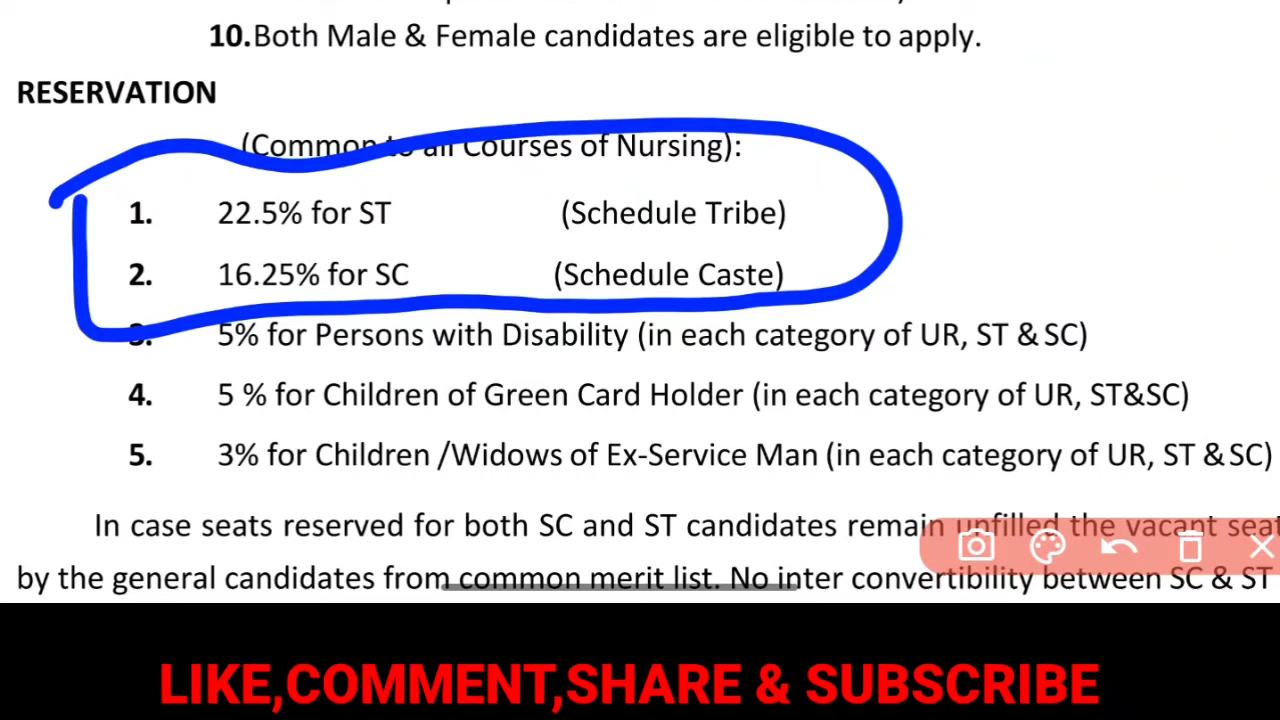 10.Both Male & Female candidates are eligible to apply.
RESERVATION
(Common to all Courses of Nursing):
1. 22.5% for ST (Schedule Tribe)
2. 16.25% for SC (Schedule Caste)
3. 5% for Persons with Disability (in each category of UR, ST & SC)
4. 5 % for Children of Green Card Holder (in each category of UR, ST&SC)
5. 3% for Children /Widows of Ex-Service Man (in each category of UR, ST & SC)
In case seats reserved for both SC and ST candidates remain unfilled the vacant seat
by the general candidates from common merit list. No inter convertibility between SC & ST
LIKE,COMMENT,SHARE & SUBSCRIBE